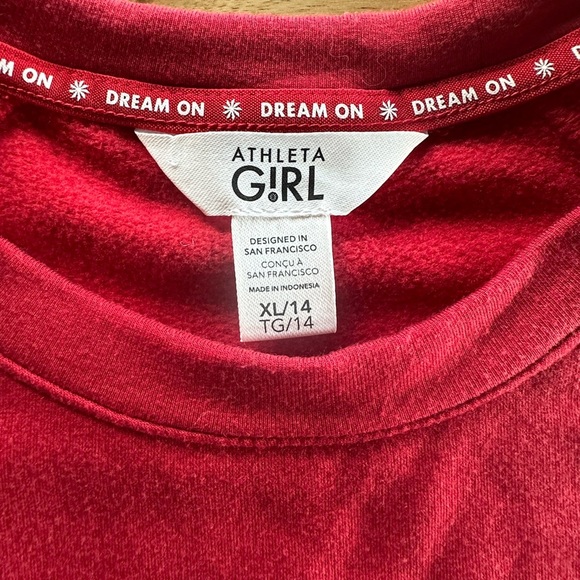 M ON ✳ DREAM ON ✳ DREAM ON ✳ DREAM ON ✳
ATHLETA
G!RL
DESIGNED IN
SAN FRANCISCO
CONÇU À
SAN FRANCISCO
MADE IN INDONESIA
XL/14
TG/14